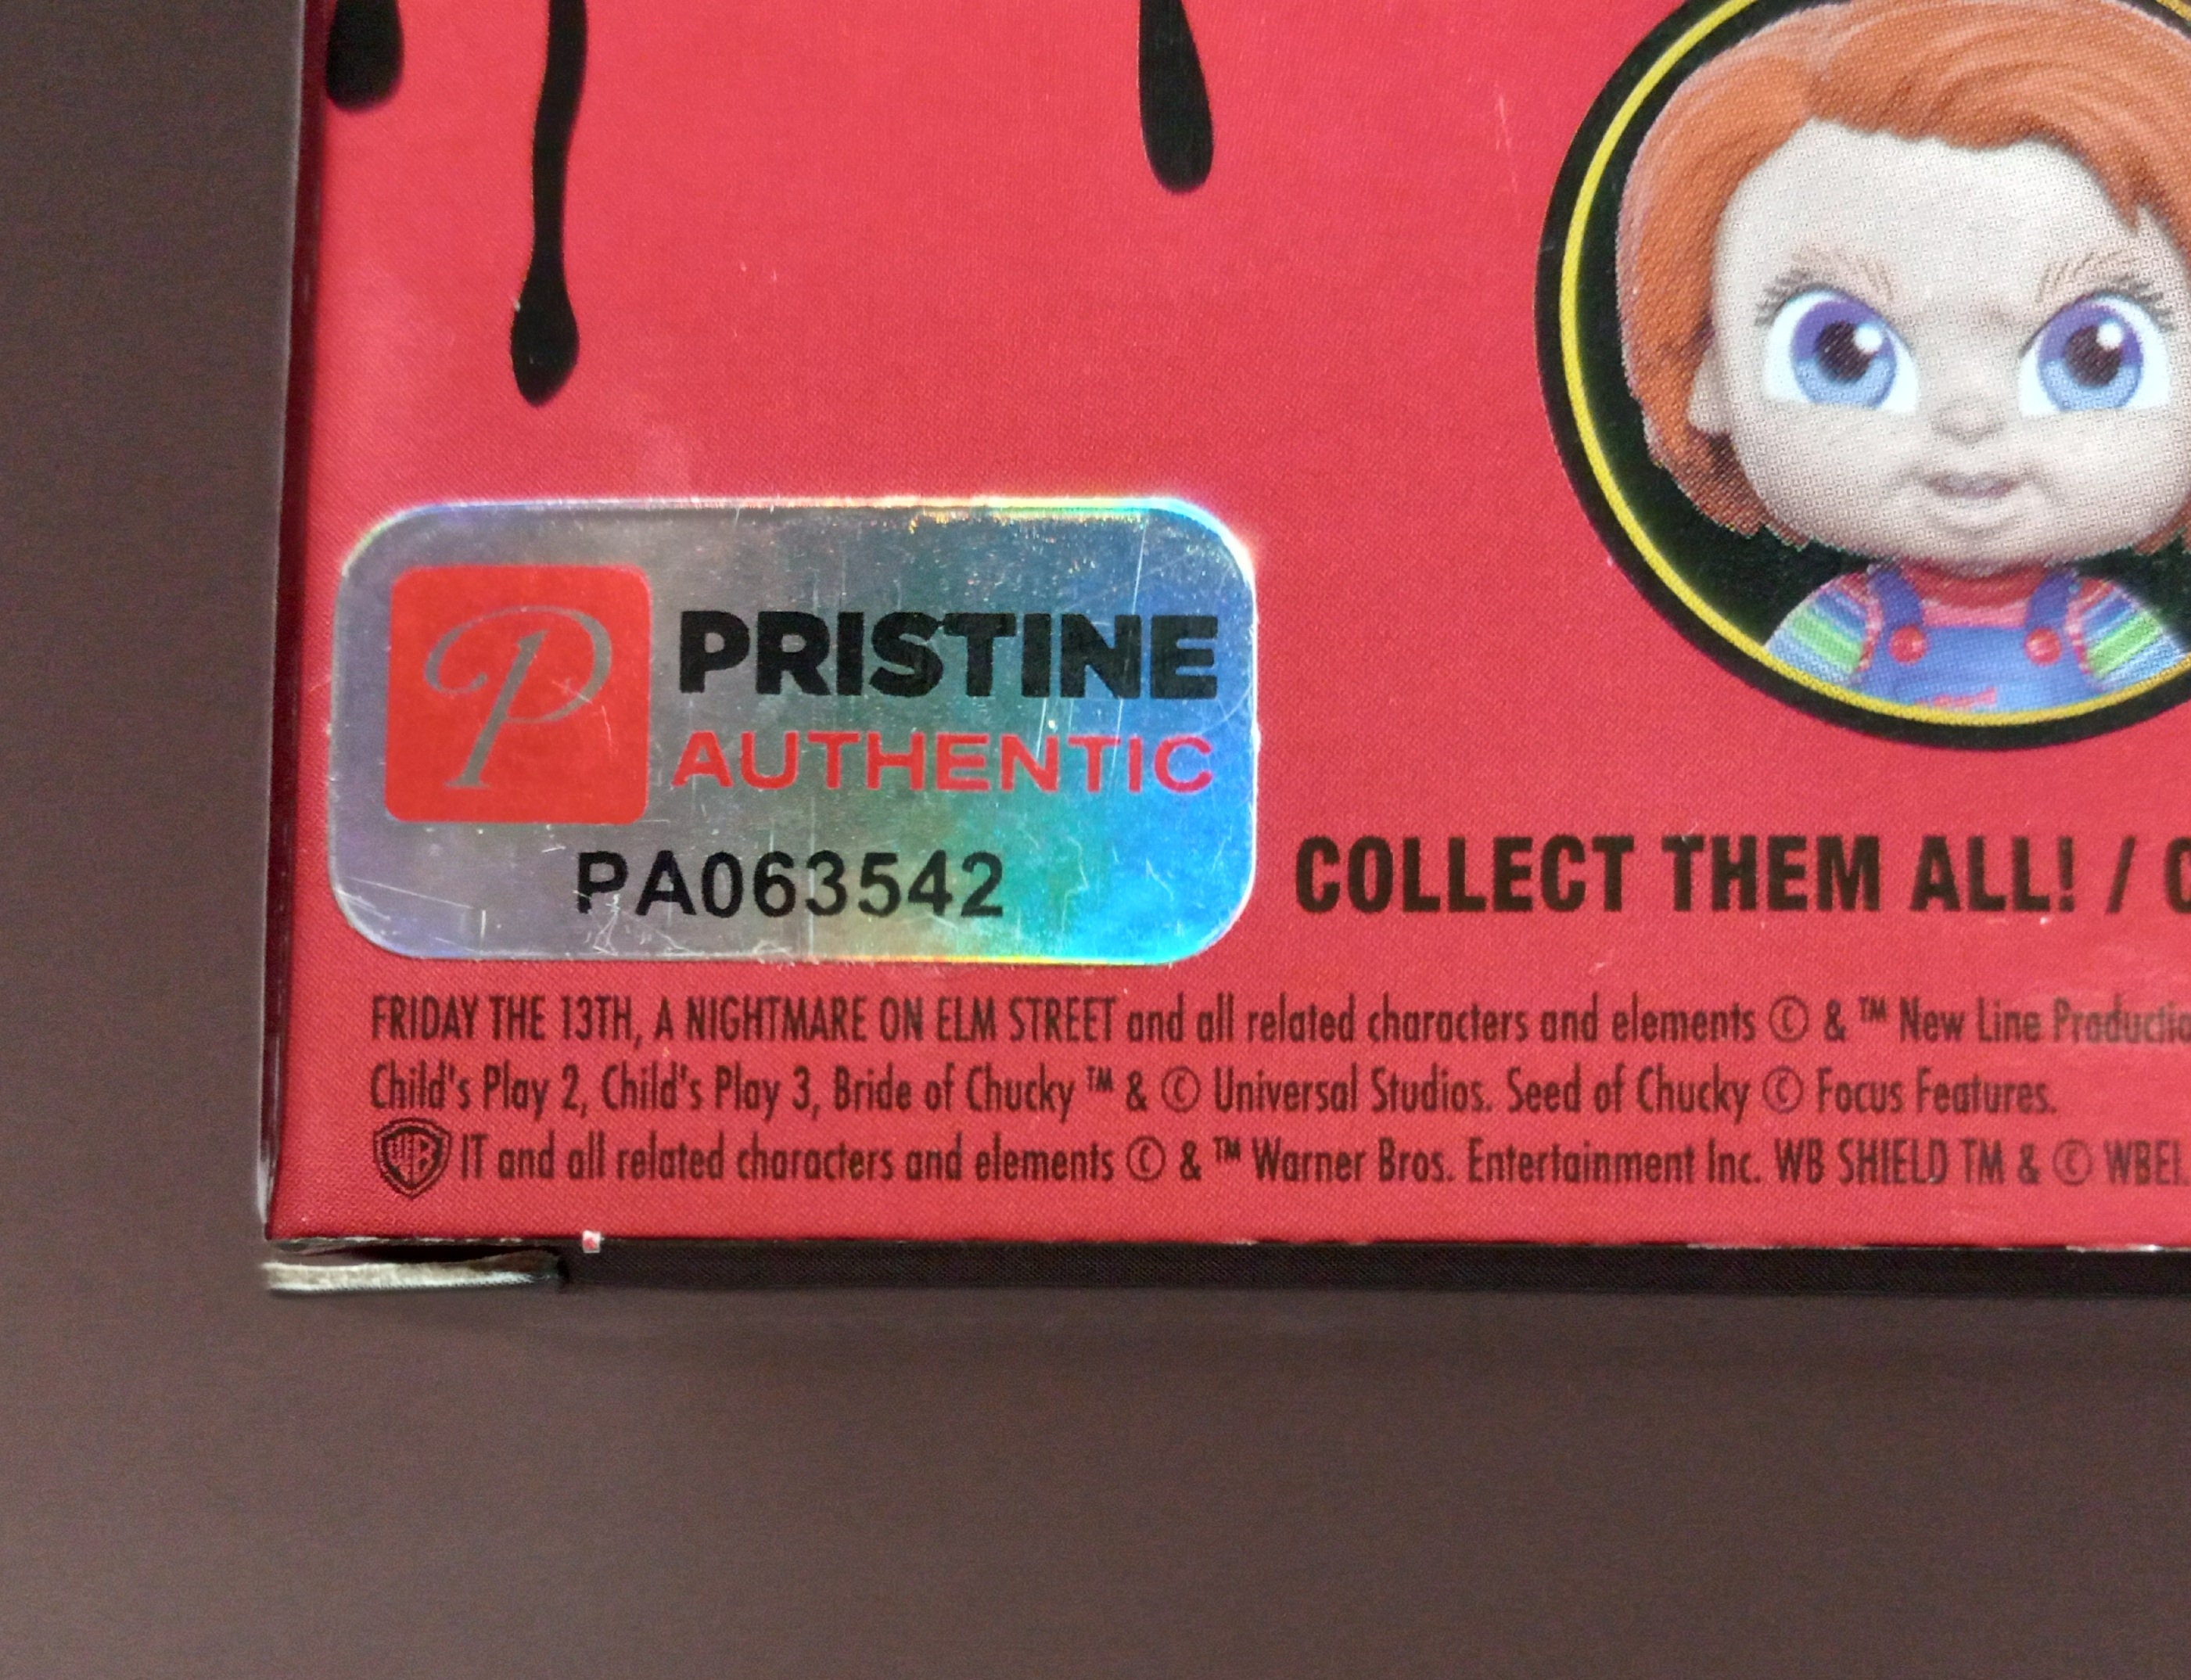 P
PRISTINE
AUTHENTIC
PA063542
COLLECT THEM ALL! /
FRIDAY THE 13TH, A NIGHTMARE ON ELM STREET and all related characters and elements © & ™ New Line
Child's Play 2, Child's Play 3, Bride of Chucky ™ & © Universal Studios. Seed of Chucky © Focus Features.
WB IT and all related characters and elements © & ™ Warner Bros. Entertainment Inc. WB SHIELD TM & © WBEI.